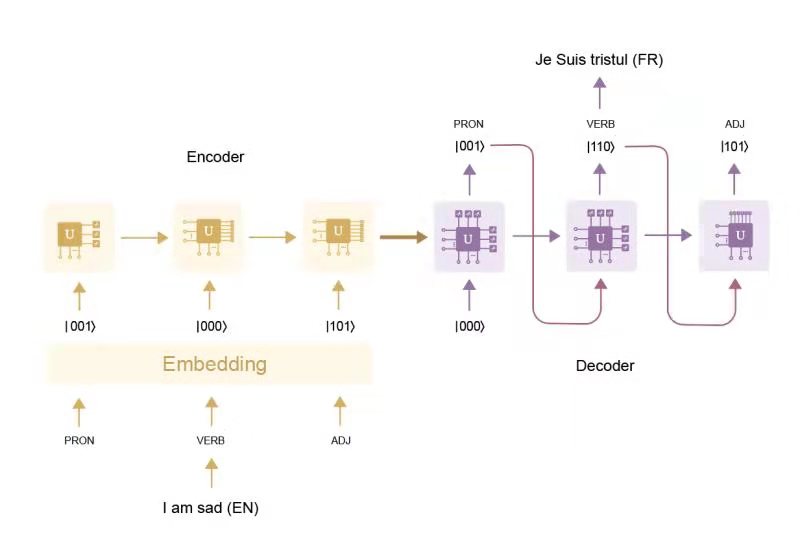 Je Suis tristul (FR)
PRON VERB ADJ
|001⟩ |110⟩ |101⟩
Encoder
U U U U U U
|001⟩ |000⟩ |101⟩ |000⟩
Embedding
Decoder
PRON VERB ADJ
I am sad (EN)